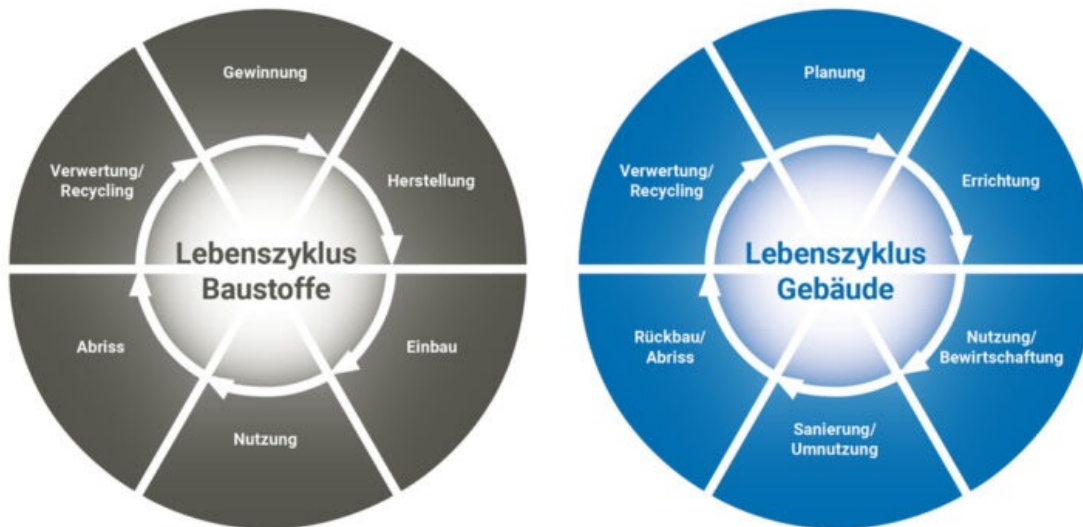 Gewinnung
Herstellung
Einbau
Nutzung
Abriss
Verwertung/
Recycling
Lebenszyklus
Baustoffe
Planung
Errichtung
Nutzung/
Bewirtschaftung
Sanierung/
Umnutzung
Rückbau/
Abriss
Verwertung/
Recycling
Lebenszyklus
Gebäude